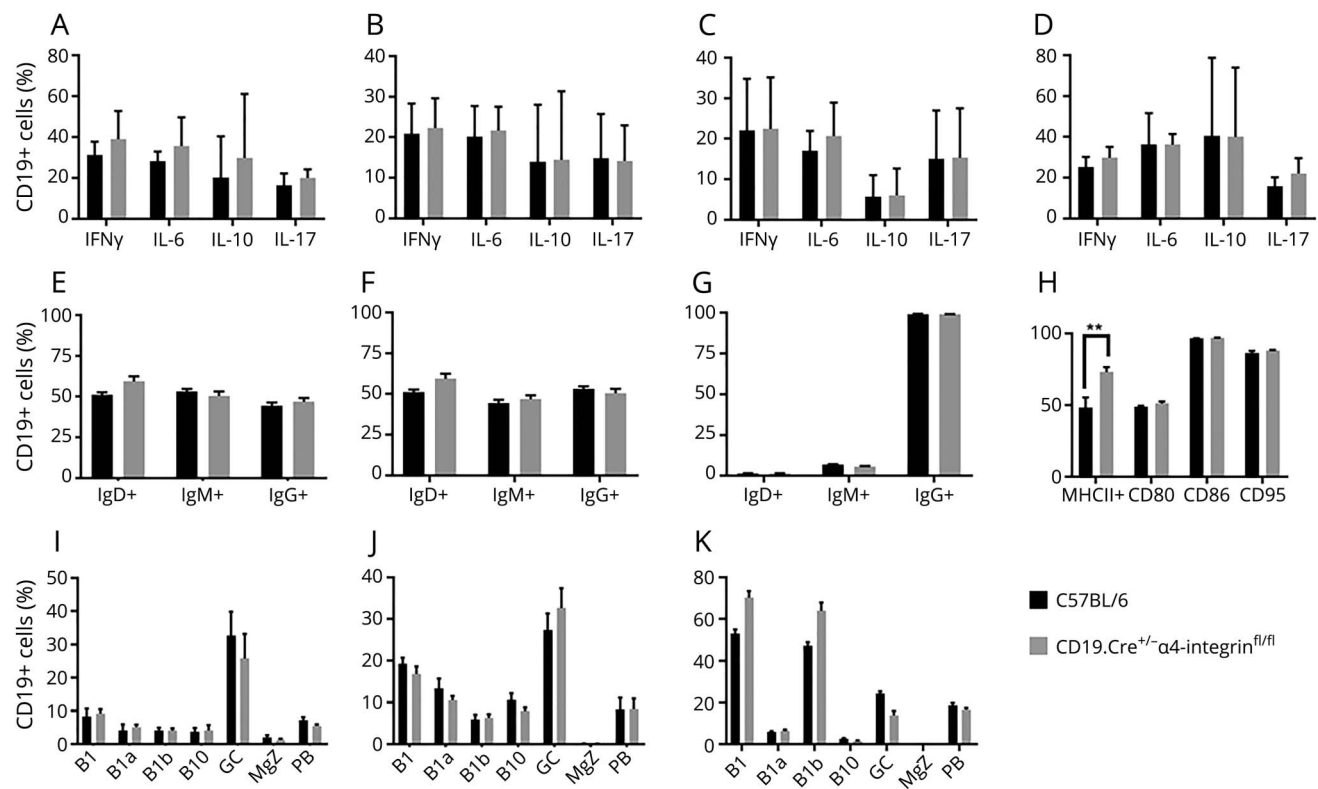 A
CD19+ cells (%)
80
60
40
20
0
IFNγ IL-6 IL-10 IL-17
B
40
30
20
10
0
IFNγ IL-6 IL-10 IL-17
C
40
30
20
10
0
IFNγ IL-6 IL-10 IL-17
D
80
60
40
20
0
IFNγ IL-6 IL-10 IL-17
E
CD19+ cells (%)
100
75
50
25
0
IgD+ IgM+ IgG+
F
100
75
50
25
0
IgD+ IgM+ IgG+
G
100
75
50
25
0
IgD+ IgM+ IgG+
H
100
50
0
**
MHCII+ CD80 CD86 CD95
I
CD19+ cells (%)
50
40
30
20
10
0
B1 B1a B1b B10 GC MgZ PB
J
40
30
20
10
0
B1 B1a B1b B10 GC MgZ PB
K
80
60
40
20
0
B1 B1a B1b B10 GC MgZ PB
C57BL/6
CD19.Cre+/−α4-integrinfl/fl